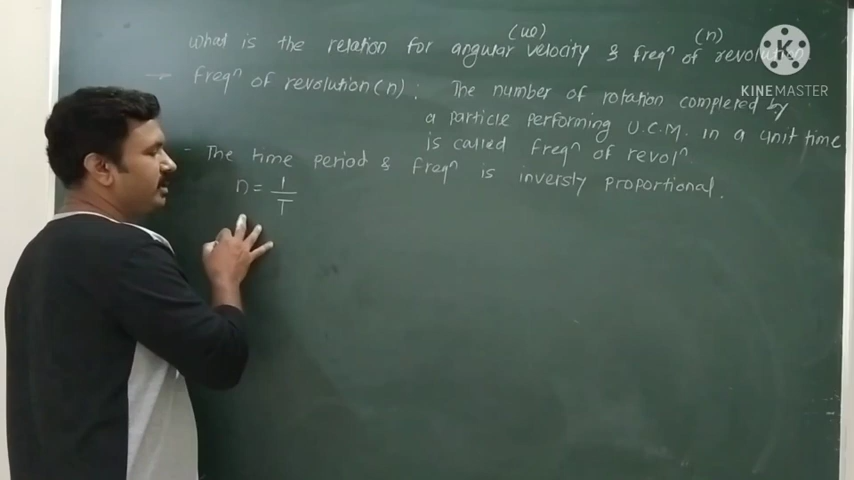 (ω) (n)
What is the relation for angular velocity & freqⁿ of revolution.
→ freqⁿ of revolution (n) : The number of rotation completed by
a particle performing U.C.M. in a unit time
is called freqⁿ of revolⁿ.
- The time period & freqⁿ is inversly proportional.
n = 1/T
K
KINEMASTER